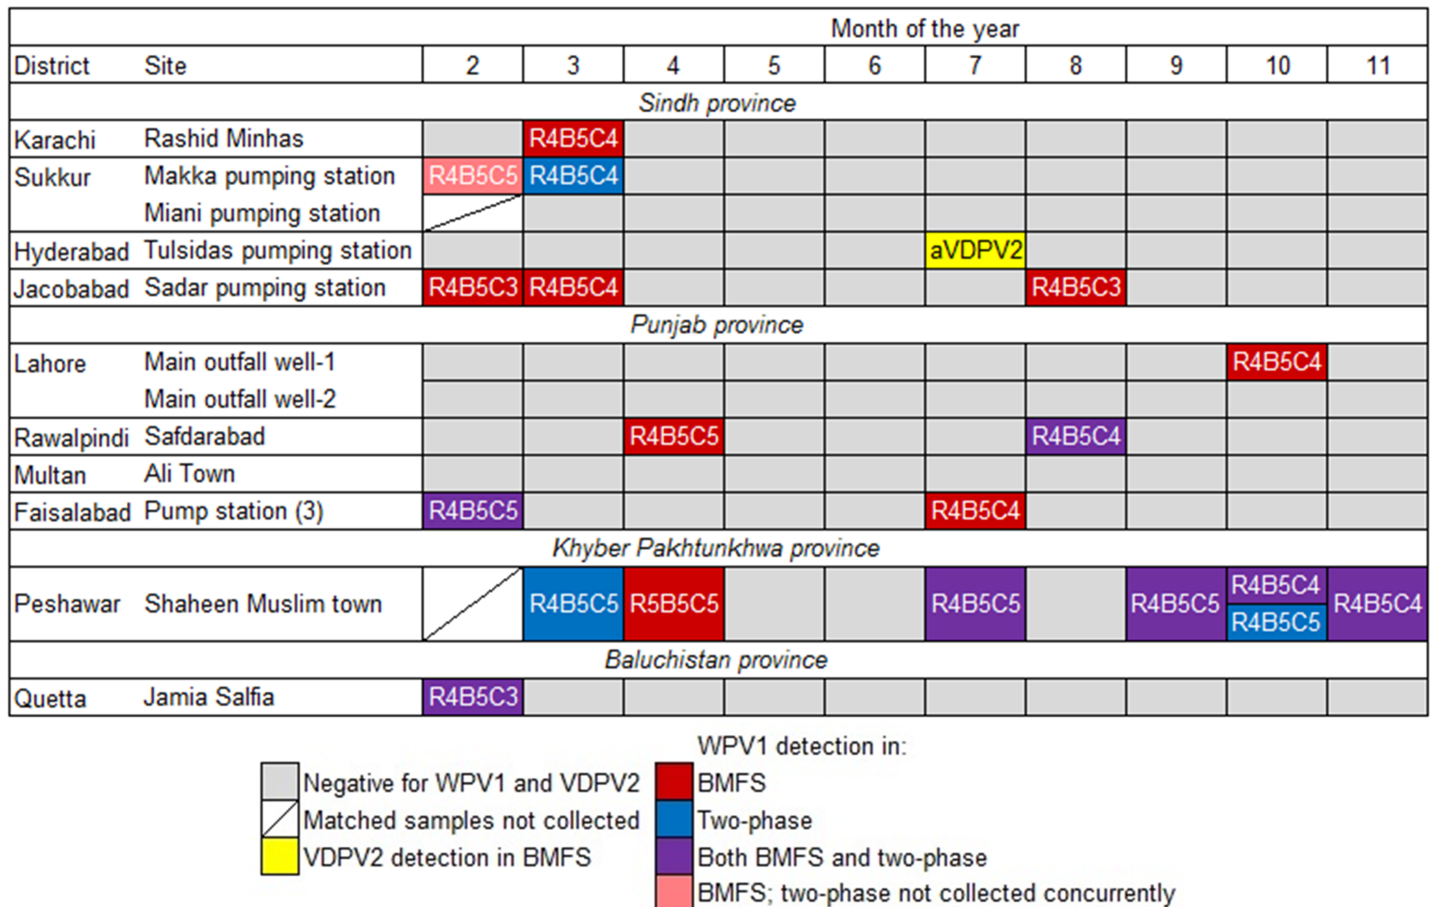 Month of the year
District Site 2 3 4 5 6 7 8 9 10 11
Sindh province
Karachi Rashid Minhas R4B5C4
Sukkur Makka pumping station R4B5C5 R4B5C4
Miani pumping station
Hyderabad Tulsidas pumping station aVDPV2
Jacobabad Sadar pumping station R4B5C3 R4B5C4 R4B5C3
Punjab province
Lahore Main outfall well-1 R4B5C4
Main outfall well-2
Rawalpindi Safdarabad R4B5C5 R4B5C4
Multan Ali Town
Faisalabad Pump station (3) R4B5C5 R4B5C4
Khyber Pakhtunkhwa province
R4B5C4
Peshawar Shaheen Muslim town R4B5C5 R5B5C5 R4B5C5 R4B5C5 R4B5C4
R4B5C5
Baluchistan province
Quetta Jamia Salfia R4B5C3
WPV1 detection in:
Negative for WPV1 and VDPV2 BMFS
Matched samples not collected Two-phase
VDPV2 detection in BMFS Both BMFS and two-phase
BMFS; two-phase not collected concurrently